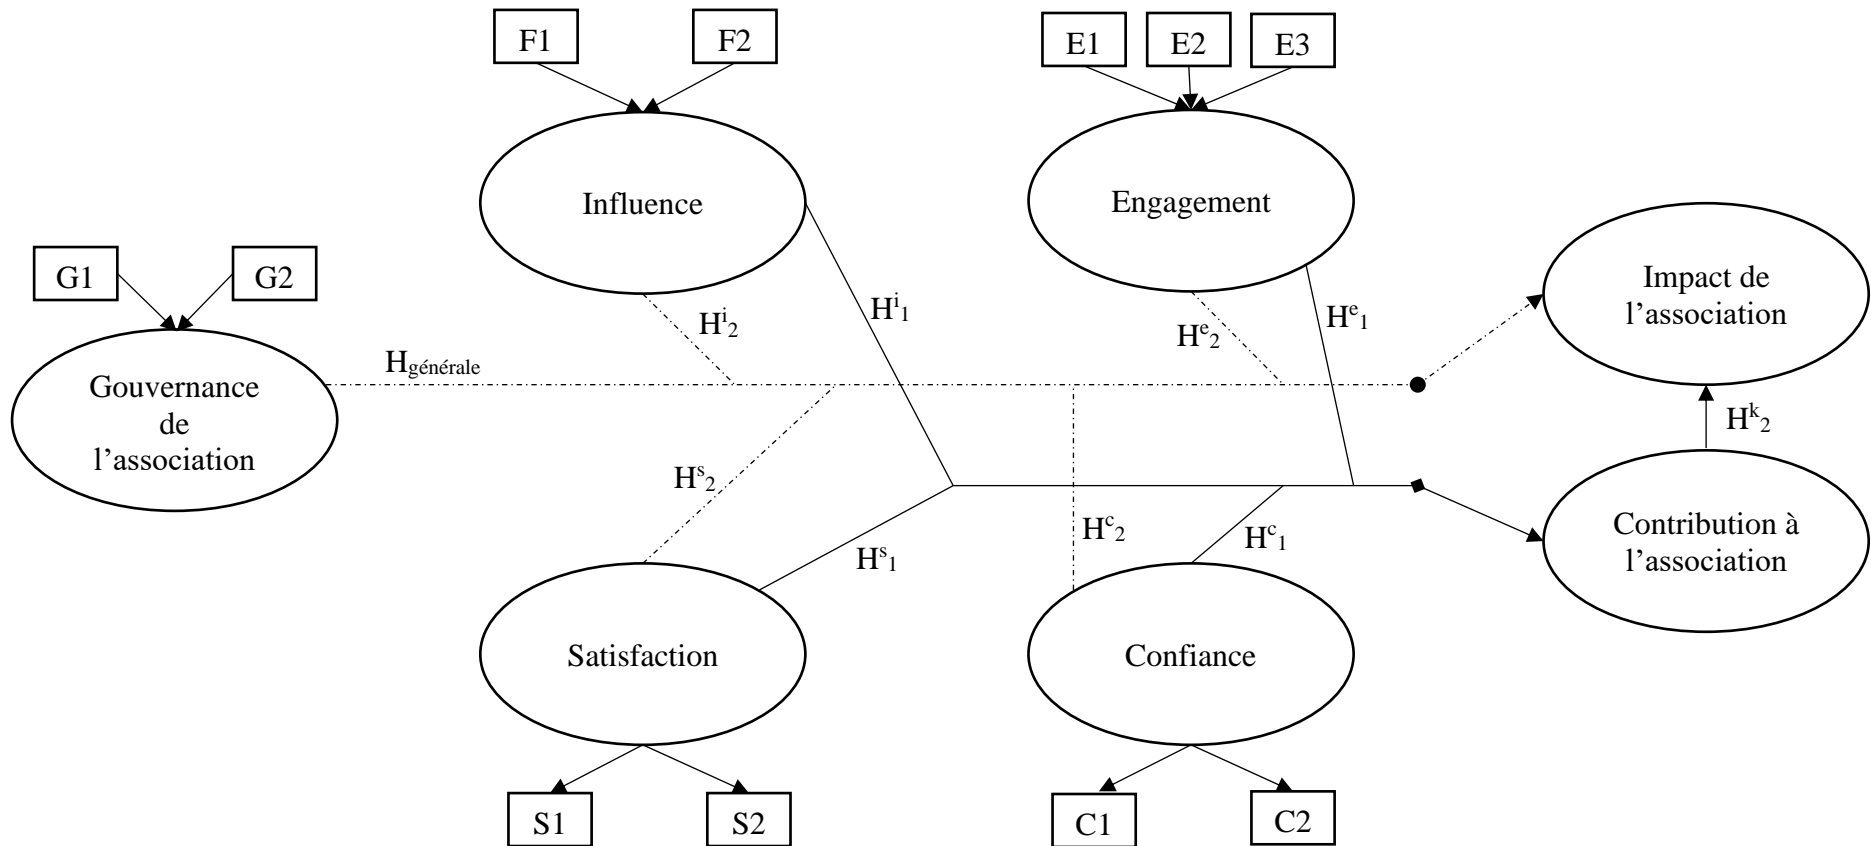 F1
F2
E1
E2
E3
Influence
Engagement
G1
G2
Impact de
l’association
Hⁱ₁
Hᵉ₁
Hⁱ₂
Hᵉ₂
H générale
Gouvernance
de
l’association
Hᵏ₂
Hˢ₂
Hᶜ₂
Hᶜ₁
Hˢ₁
Contribution à
l’association
Satisfaction
Confiance
S1
S2
C1
C2